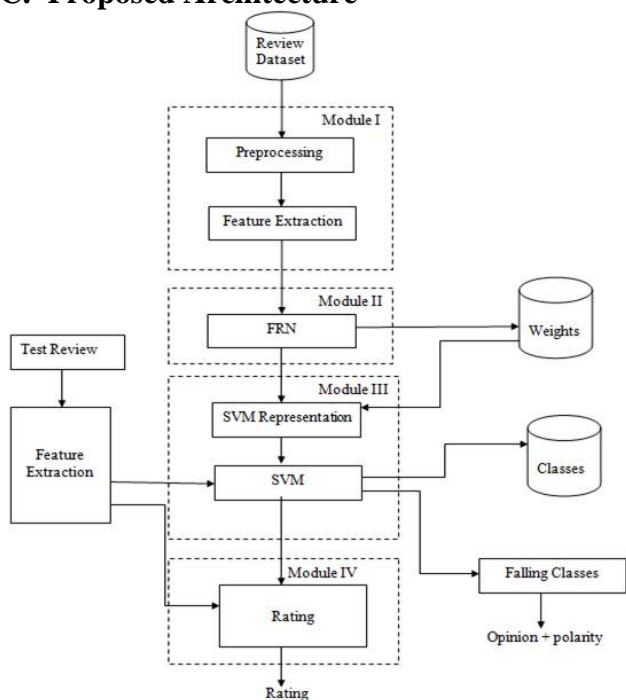 C. Proposed Architecture
Review
Dataset
Module I
Preprocessing
Feature Extraction
Module II
FRN
Weights
Test Review
Module III
SVM Representation
Feature
Extraction
SVM
Classes
Module IV
Rating
Falling Classes
Opinion + polarity
Rating